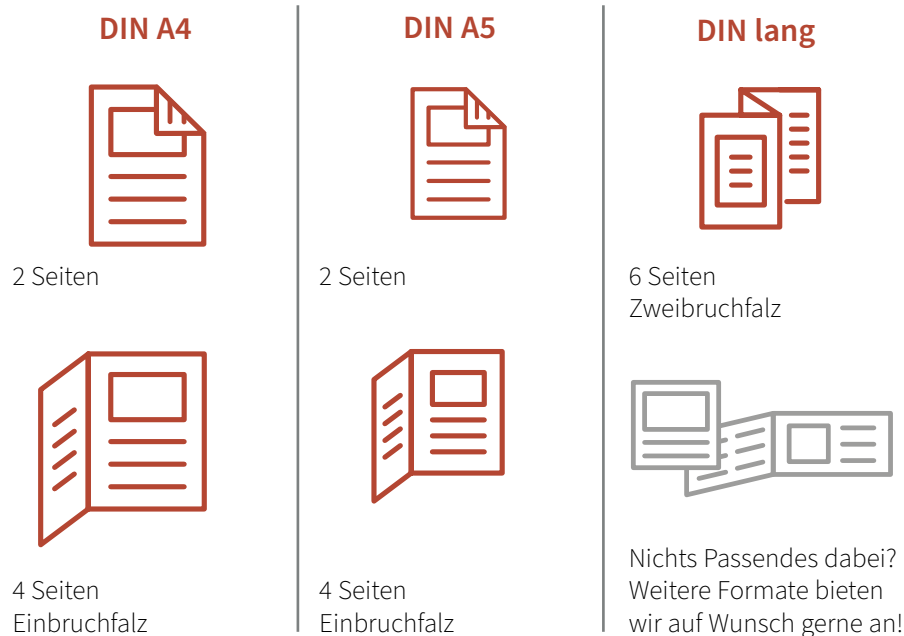 DIN A4
2 Seiten
4 Seiten
Einbruchfalz
DIN A5
2 Seiten
4 Seiten
Einbruchfalz
DIN lang
6 Seiten
Zweibruchfalz
Nichts Passendes dabei?
Weitere Formate bieten
wir auf Wunsch gerne an!